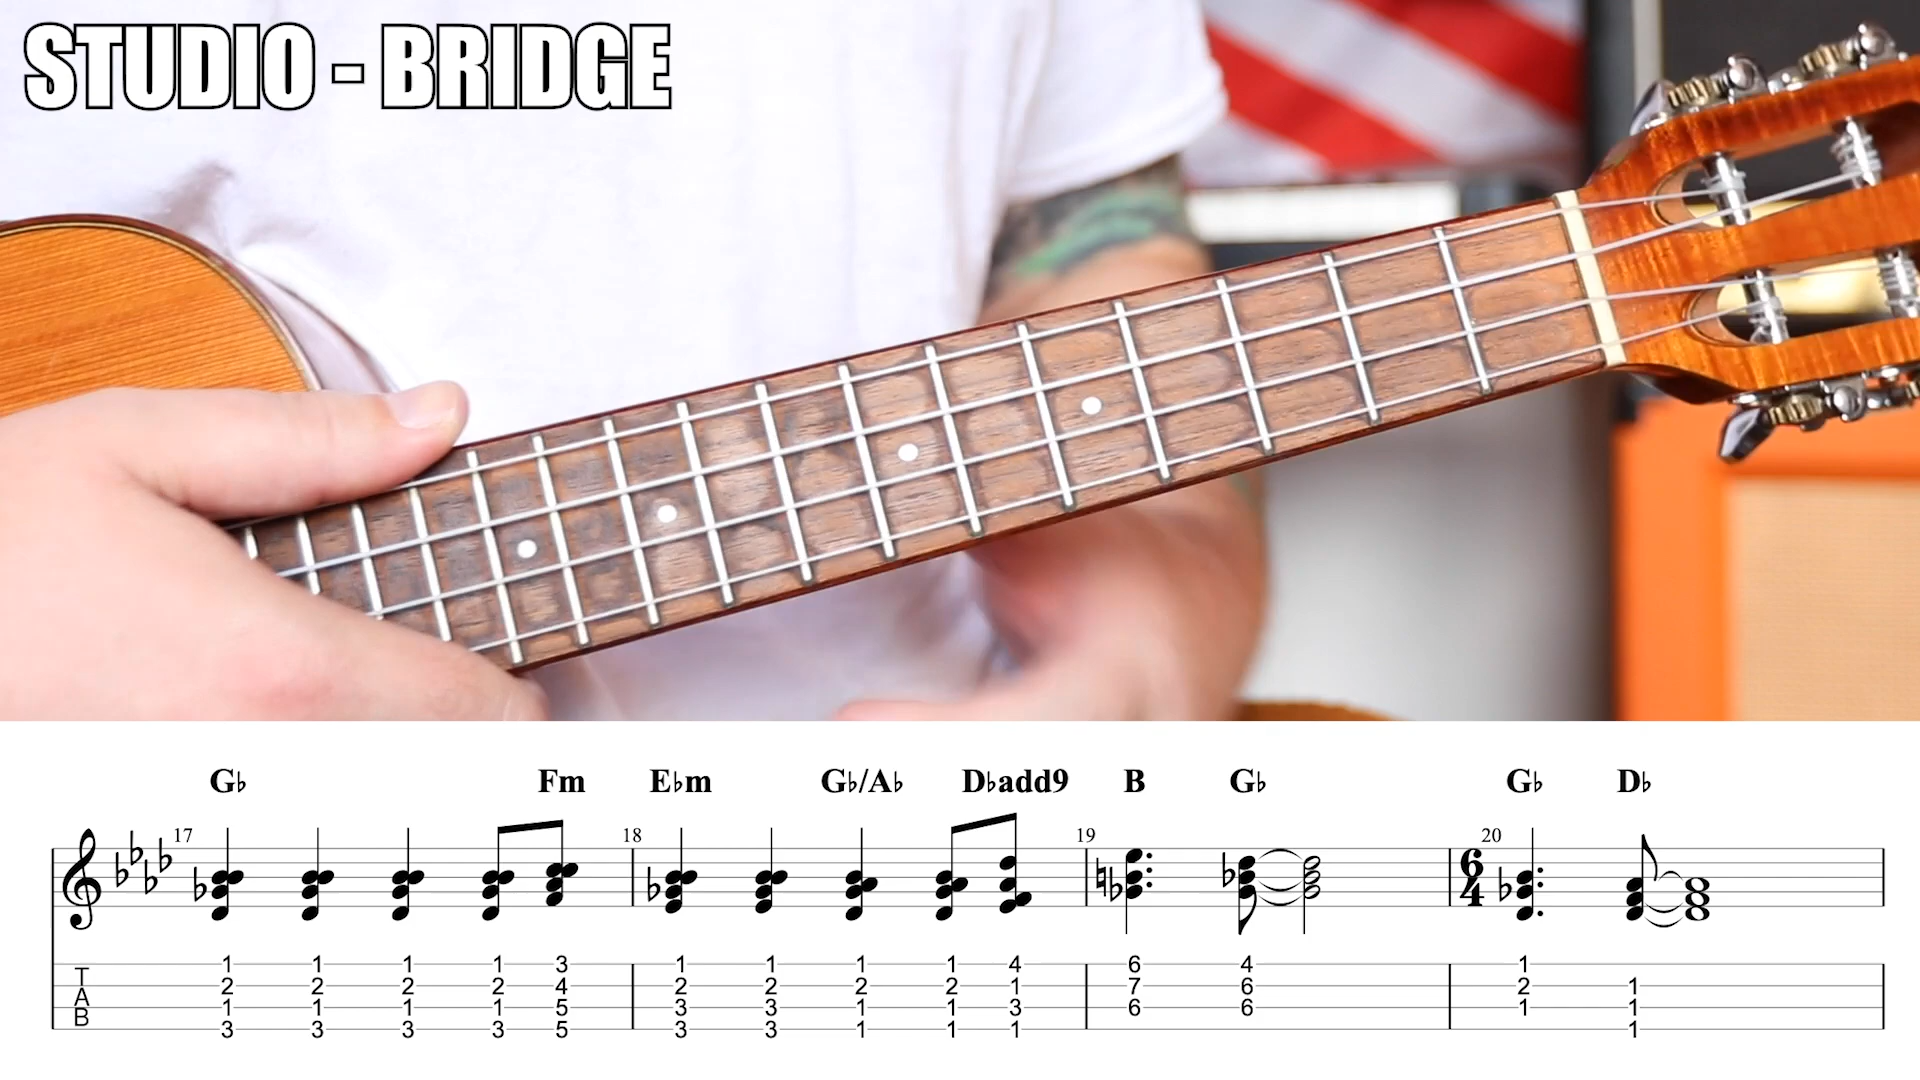 STUDIO - BRIDGE
G♭ Fm E♭m G♭/A♭ D♭add9 B G♭ G♭ D♭
17 18 19 20
6
4
T 1 1 1 1 3 1 1 1 1 4 6 4 1
2 2 2 2 4 2 2 2 2 1 7 6 2 1
A 1 1 1 1 5 3 3 1 1 3 6 6 1 1
B 3 3 3 3 5 3 3 1 1 1 1